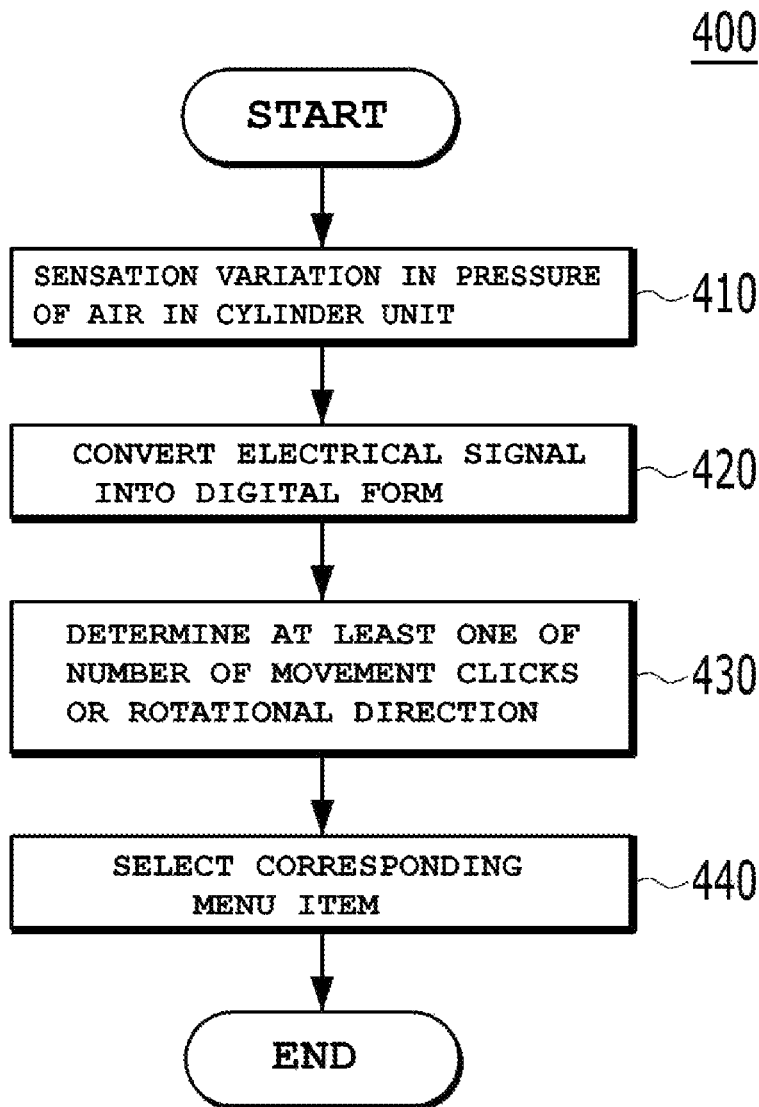 400
START
SENSATION VARIATION IN PRESSURE
OF AIR IN CYLINDER UNIT
410
CONVERT ELECTRICAL SIGNAL
INTO DIGITAL FORM
420
DETERMINE AT LEAST ONE OF
NUMBER OF MOVEMENT CLICKS
OR ROTATIONAL DIRECTION
430
SELECT CORRESPONDING
MENU ITEM
440
END